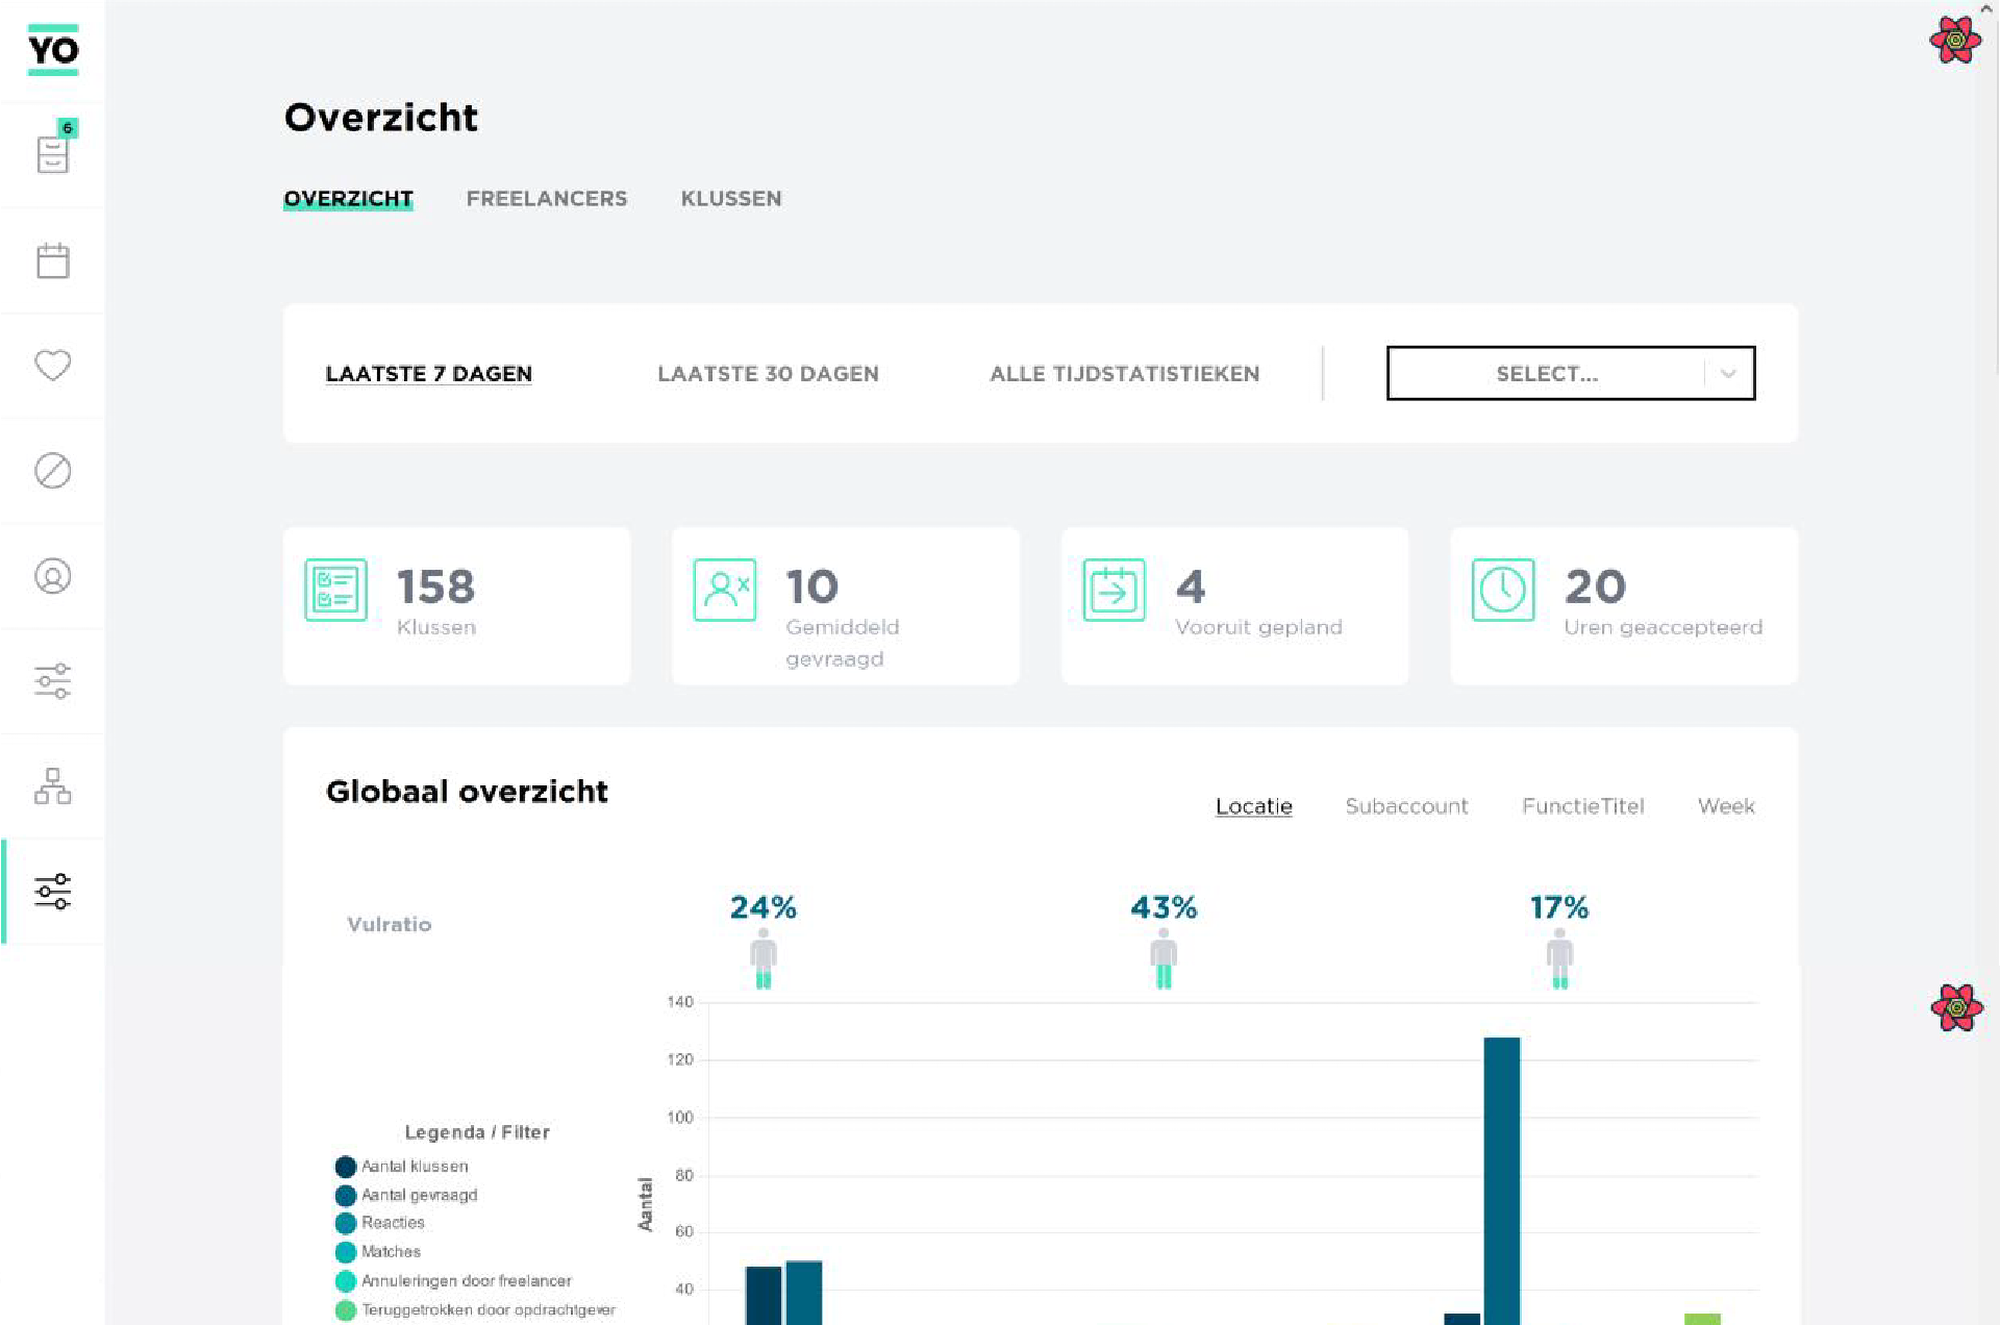 YO
6
Overzicht
OVERZICHT FREELANCERS KLUSSEN
LAATSTE 7 DAGEN LAATSTE 30 DAGEN ALLE TIJDSTATISTIEKEN SELECT...
158
Klussen
10
Gemiddeld
gevraagd
4
Vooruit gepland
20
Uren geaccepteerd
Globaal overzicht
Locatie Subaccount FunctieTitel Week
Vulratio
24% 43% 17%
140
120
100
80
60
40
Aantal
Legenda / Filter
Aantal klussen
Aantal gevraagd
Reacties
Matches
Annuleringen door freelancer
Teruggetrokken door opdrachtgever